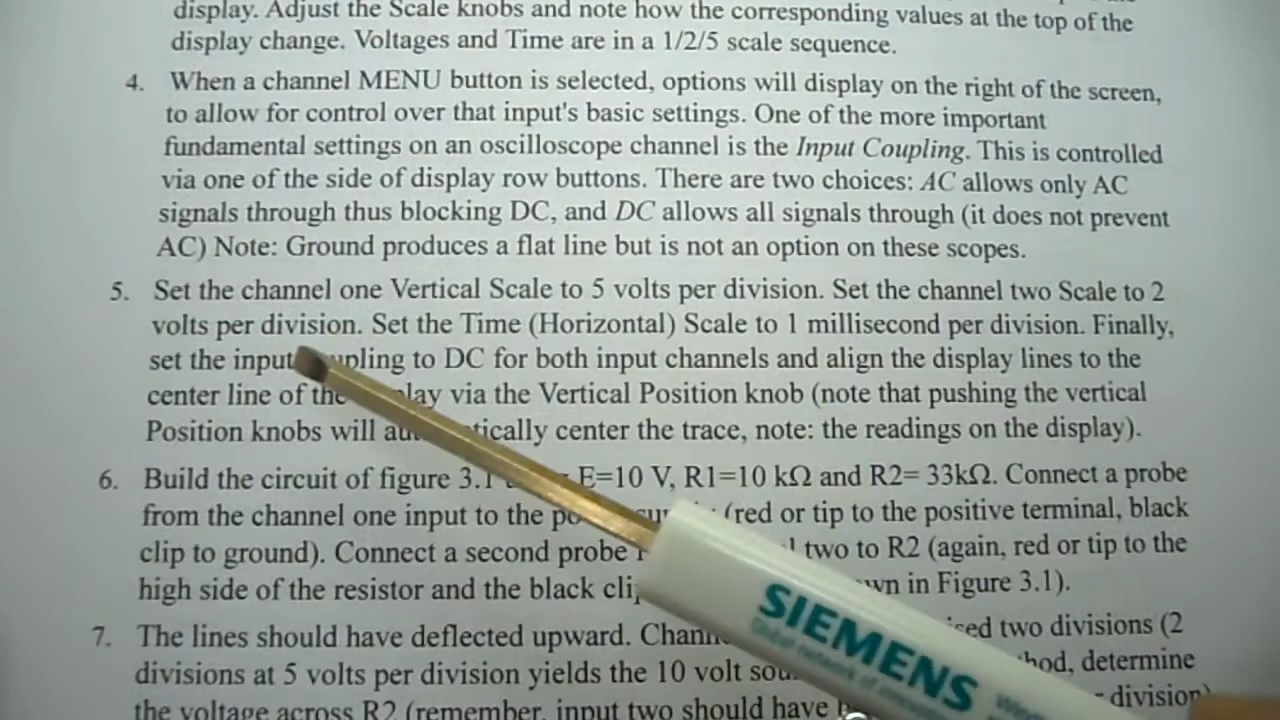 display. Adjust the Scale knobs and note how the corresponding values at the top of the
display change. Voltages and Time are in a 1/2/5 scale sequence.
4. When a channel MENU button is selected, options will display on the right of the screen,
to allow for control over that input's basic settings. One of the more important
fundamental settings on an oscilloscope channel is the Input Coupling. This is controlled
via one of the side of display row buttons. There are two choices: AC allows only AC
signals through thus blocking DC, and DC allows all signals through (it does not prevent
AC) Note: Ground produces a flat line but is not an option on these scopes.
5. Set the channel one Vertical Scale to 5 volts per division. Set the channel two Scale to 2
volts per division. Set the Time (Horizontal) Scale to 1 millisecond per division. Finally,
set the input to DC for both input channels and align the display lines to the
center line of via the Vertical Position knob (note that pushing the vertical
Position knobs will center the trace, note: the readings on the display).
6. Build the circuit of figure 3.1 E=10 V, R1=10 kΩ and R2= 33kΩ. Connect a probe
from the channel one input to the (red or tip to the positive terminal, black
clip to ground). Connect a second probe two to R2 (again, red or tip to the
high side of the resistor and the black in Figure 3.1).
7. The lines should have deflected upward. two divisions (2
divisions at 5 volts per division yields the 10 volt determine
the voltage across R2 (remember, input two should have division)
SIEMENS
Global network of